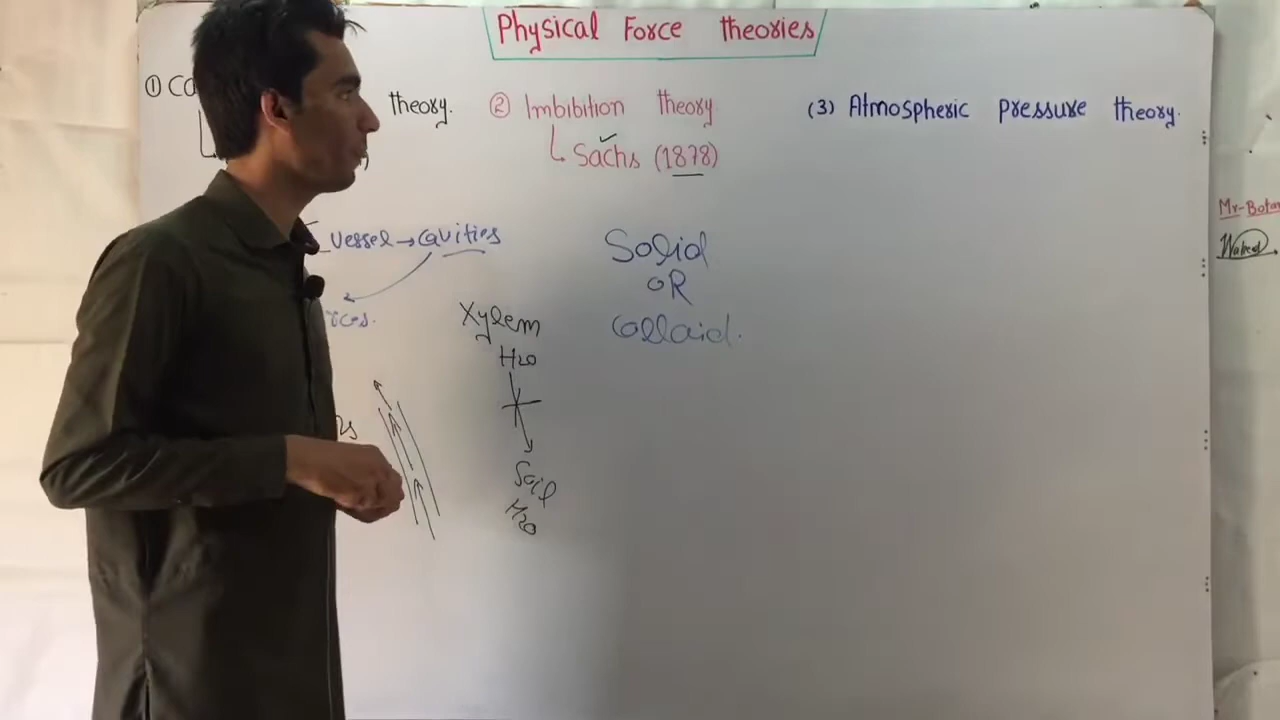 Physical Force theories
① theory.
② Imbibition theory
Sachs (1878)
(3) Atmospheric pressure theory.
Vessel → Cavities
Xylem
H2O
Soil
H2O
Solid
OR
Colloid.
Mr-Botan
Waheed